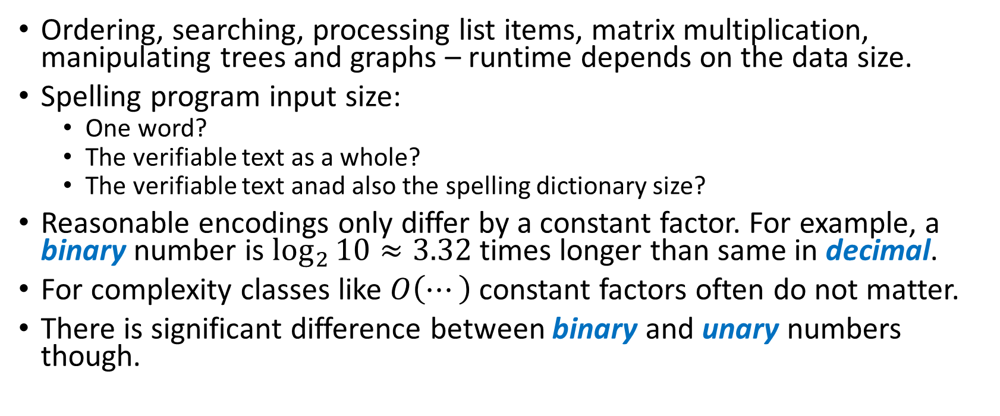 • Ordering, searching, processing list items, matrix multiplication,
manipulating trees and graphs – runtime depends on the data size.
• Spelling program input size:
• One word?
• The verifiable text as a whole?
• The verifiable text anad also the spelling dictionary size?
• Reasonable encodings only differ by a constant factor. For example, a
binary number is log₂ 10 ≈ 3.32 times longer than same in decimal.
• For complexity classes like O(⋯) constant factors often do not matter.
• There is significant difference between binary and unary numbers
though.